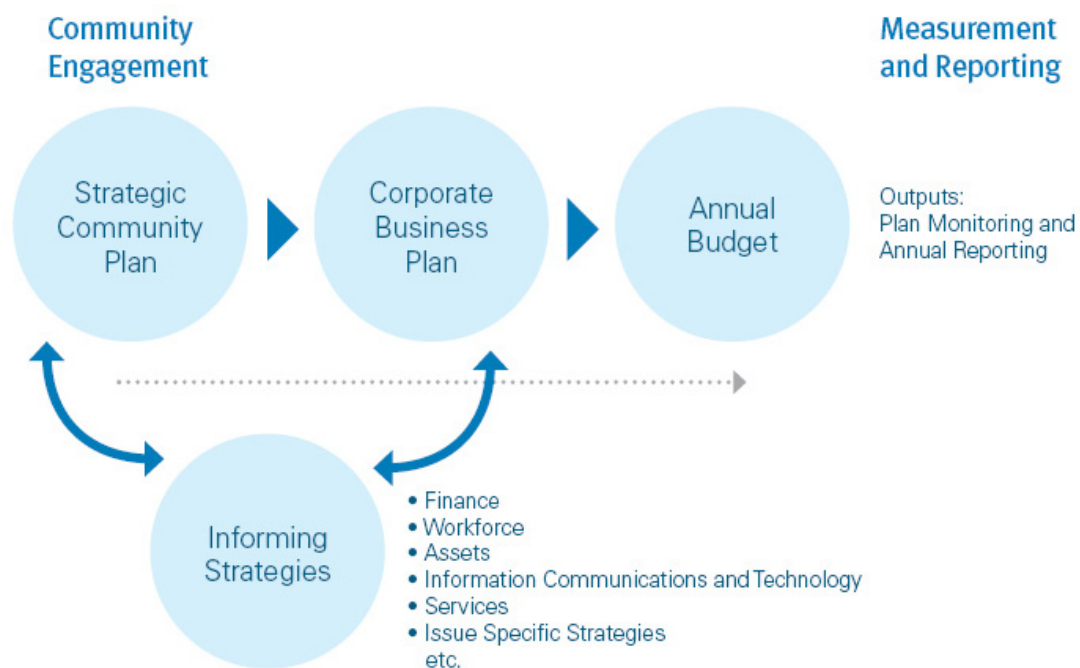 Community
Engagement
Measurement
and Reporting
Strategic
Community
Plan
Corporate
Business
Plan
Annual
Budget
Outputs:
Plan Monitoring and
Annual Reporting
Informing
Strategies
• Finance
• Workforce
• Assets
• Information Communications and Technology
• Services
• Issue Specific Strategies
etc.